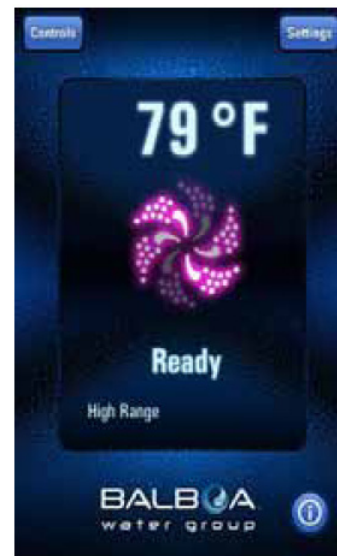 Controls
Settings
79 °F
Ready
High Range
BALBOA
water group
i